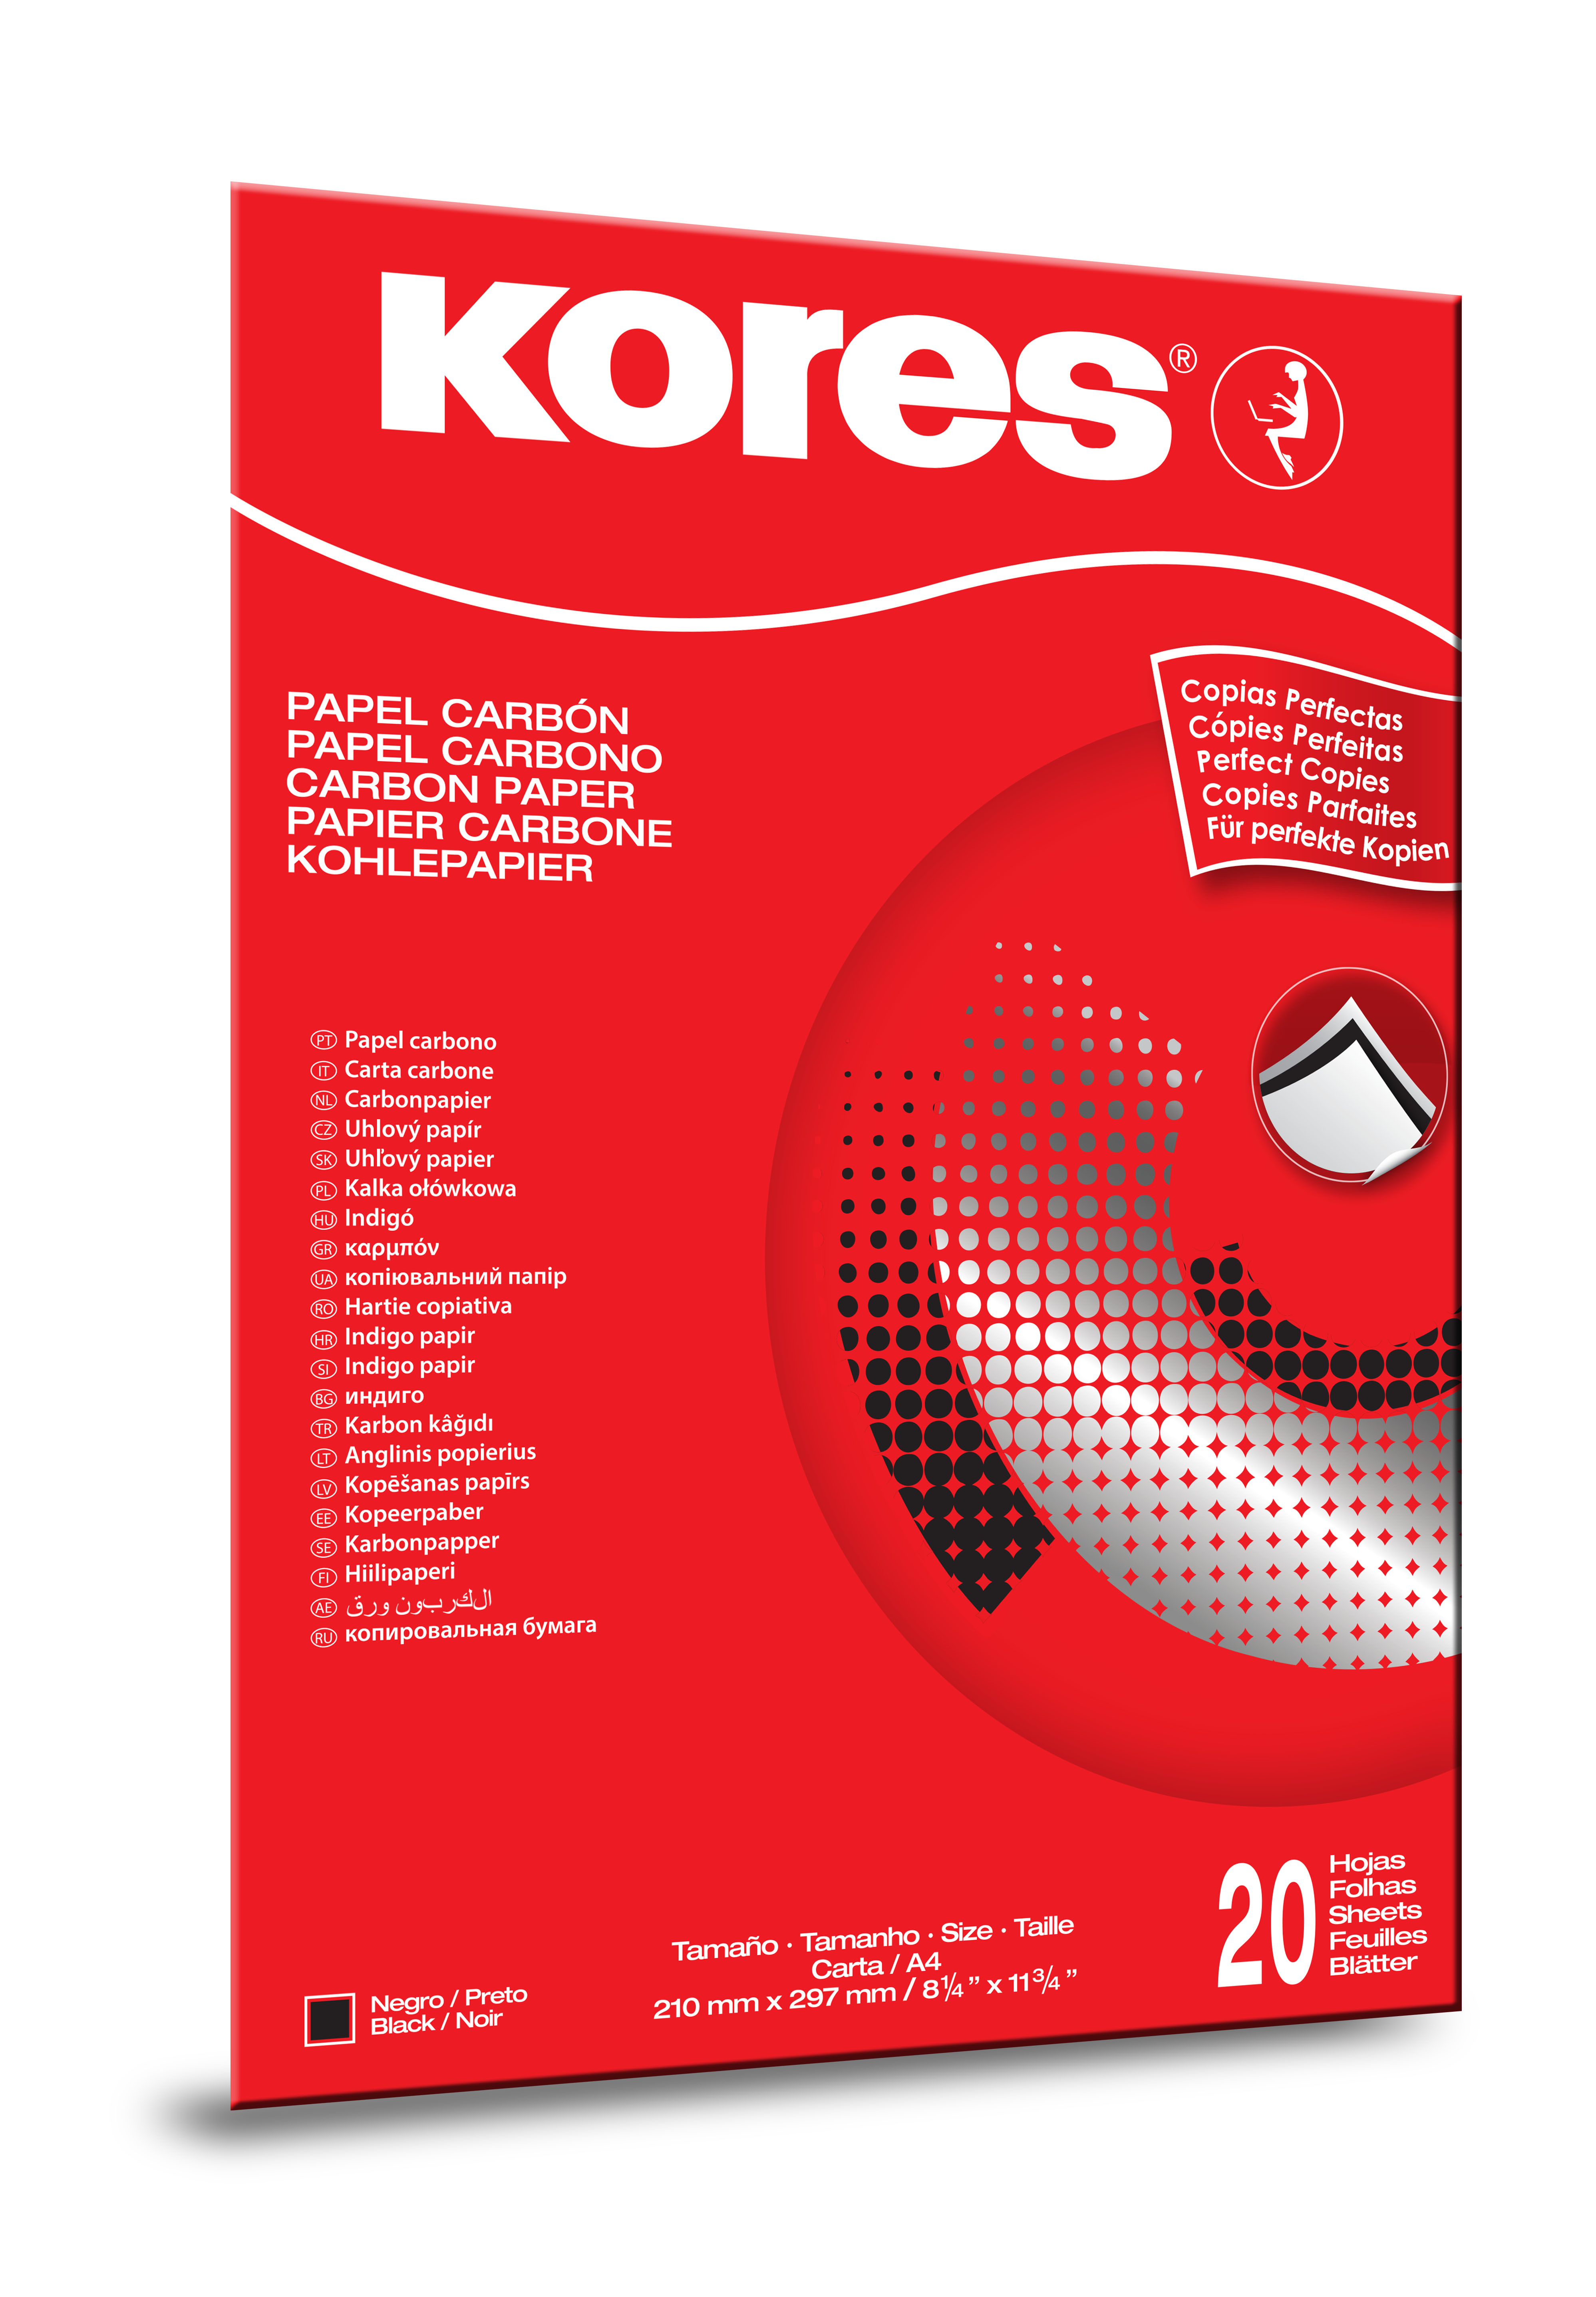 Kores®
PAPEL CARBÓN
PAPEL CARBONO
CARBON PAPER
PAPIER CARBONE
KOHLEPAPIER
Copias Perfectas
Cópies Perfeitas
Perfect Copies
Copies Parfaites
Für perfekte Kopien
PT Papel carbono
IT Carta carbone
NL Carbonpapier
CZ Uhlový papír
SK Uhľový papier
PL Kalka ołówkowa
HU Indigó
GR καρμπόν
UA копіювальний папір
RO Hartie copiativa
HR Indigo papir
SI Indigo papir
BG индиго
TR Karbon kâğıdı
LT Anglinis popierius
LV Kopēšanas papīrs
EE Kopeerpaber
SE Karbonpapper
FI Hiilipaperi
AE الكربون ورق
RU копировальная бумага
Negro / Preto
Black / Noir
Tamaño · Tamanho · Size · Taille
Carta / A4
210 mm x 297 mm / 8¼ ” x 11¾ ”
20
Hojas
Folhas
Sheets
Feuilles
Blätter